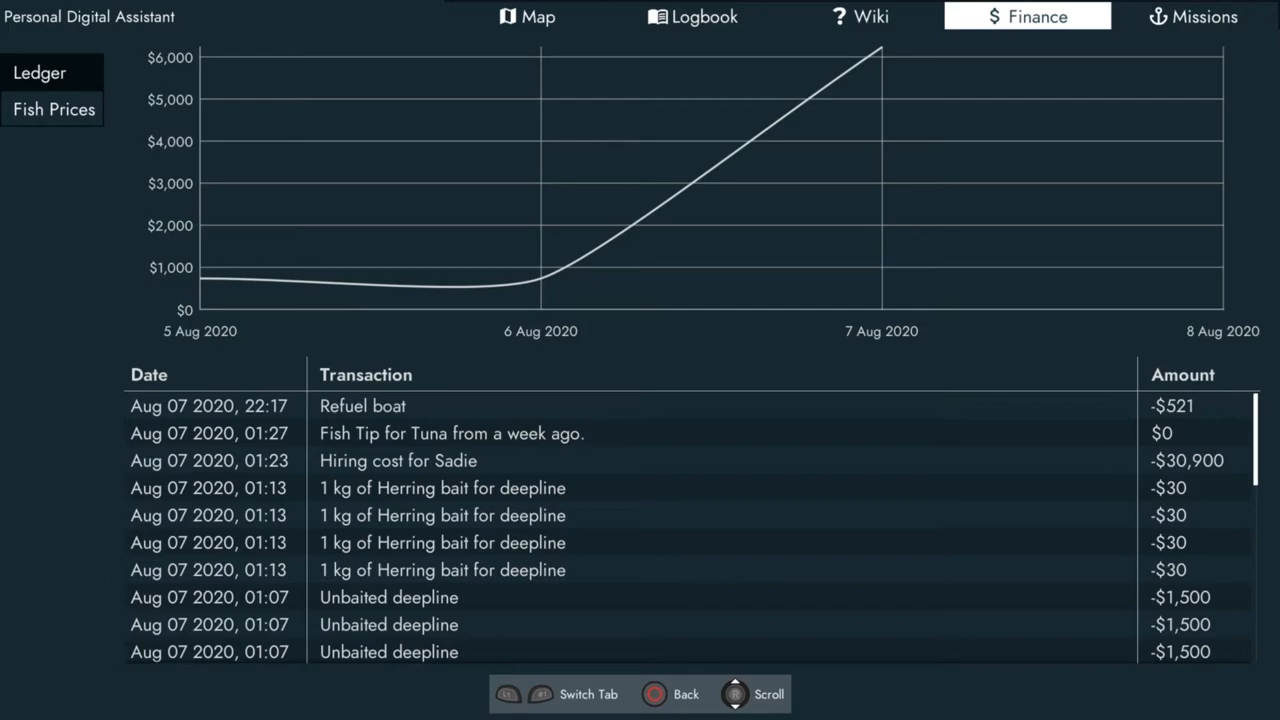 Personal Digital Assistant
Map
Logbook
? Wiki
$ Finance
Missions
Ledger
Fish Prices
$6,000
$5,000
$4,000
$3,000
$2,000
$1,000
$0
5 Aug 2020
6 Aug 2020
7 Aug 2020
8 Aug 2020
Date Transaction Amount
Aug 07 2020, 22:17 Refuel boat -$521
Aug 07 2020, 01:27 Fish Tip for Tuna from a week ago. $0
Aug 07 2020, 01:23 Hiring cost for Sadie -$30,900
Aug 07 2020, 01:13 1 kg of Herring bait for deepline -$30
Aug 07 2020, 01:13 1 kg of Herring bait for deepline -$30
Aug 07 2020, 01:13 1 kg of Herring bait for deepline -$30
Aug 07 2020, 01:13 1 kg of Herring bait for deepline -$30
Aug 07 2020, 01:07 Unbaited deepline -$1,500
Aug 07 2020, 01:07 Unbaited deepline -$1,500
Aug 07 2020, 01:07 Unbaited deepline -$1,500
Switch Tab
Back
R Scroll